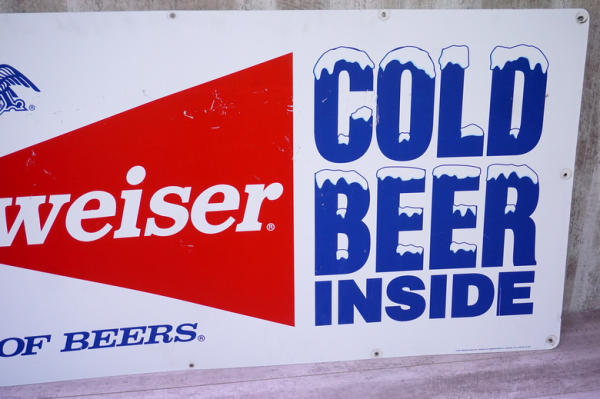 weiser®
OF BEERS®
COLD
BEER
INSIDE